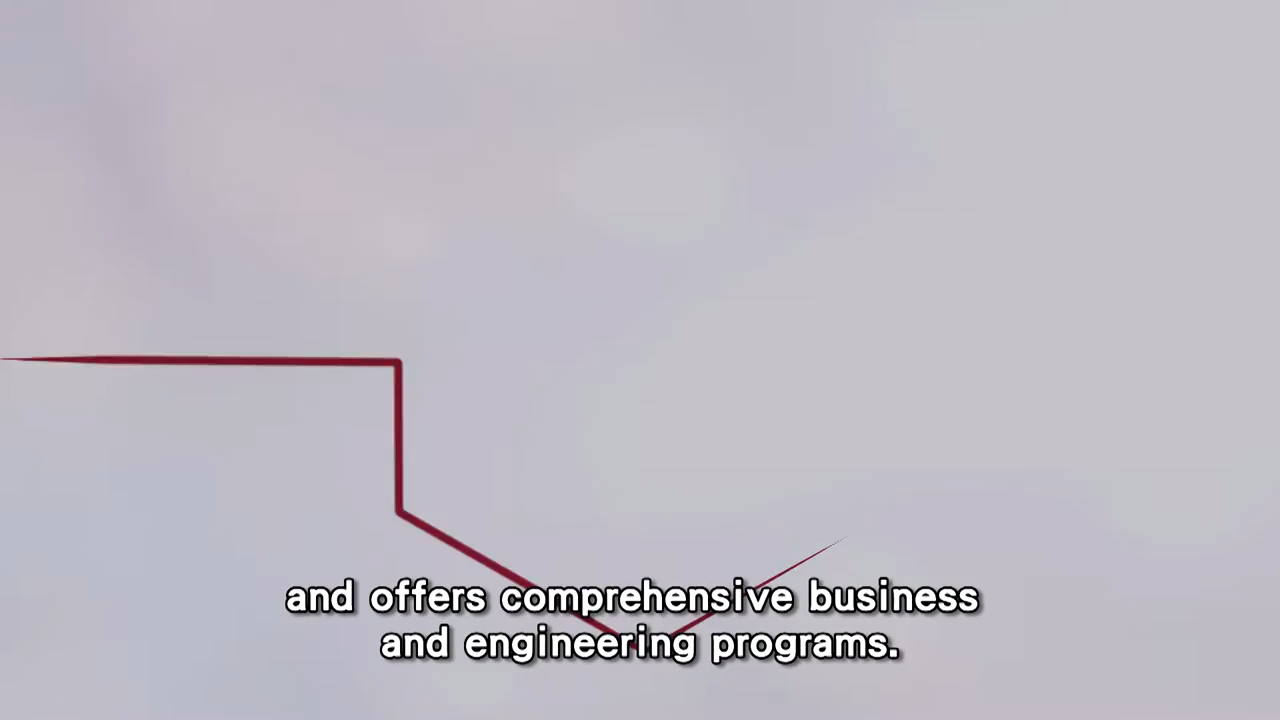 and offers comprehensive business
and engineering programs.